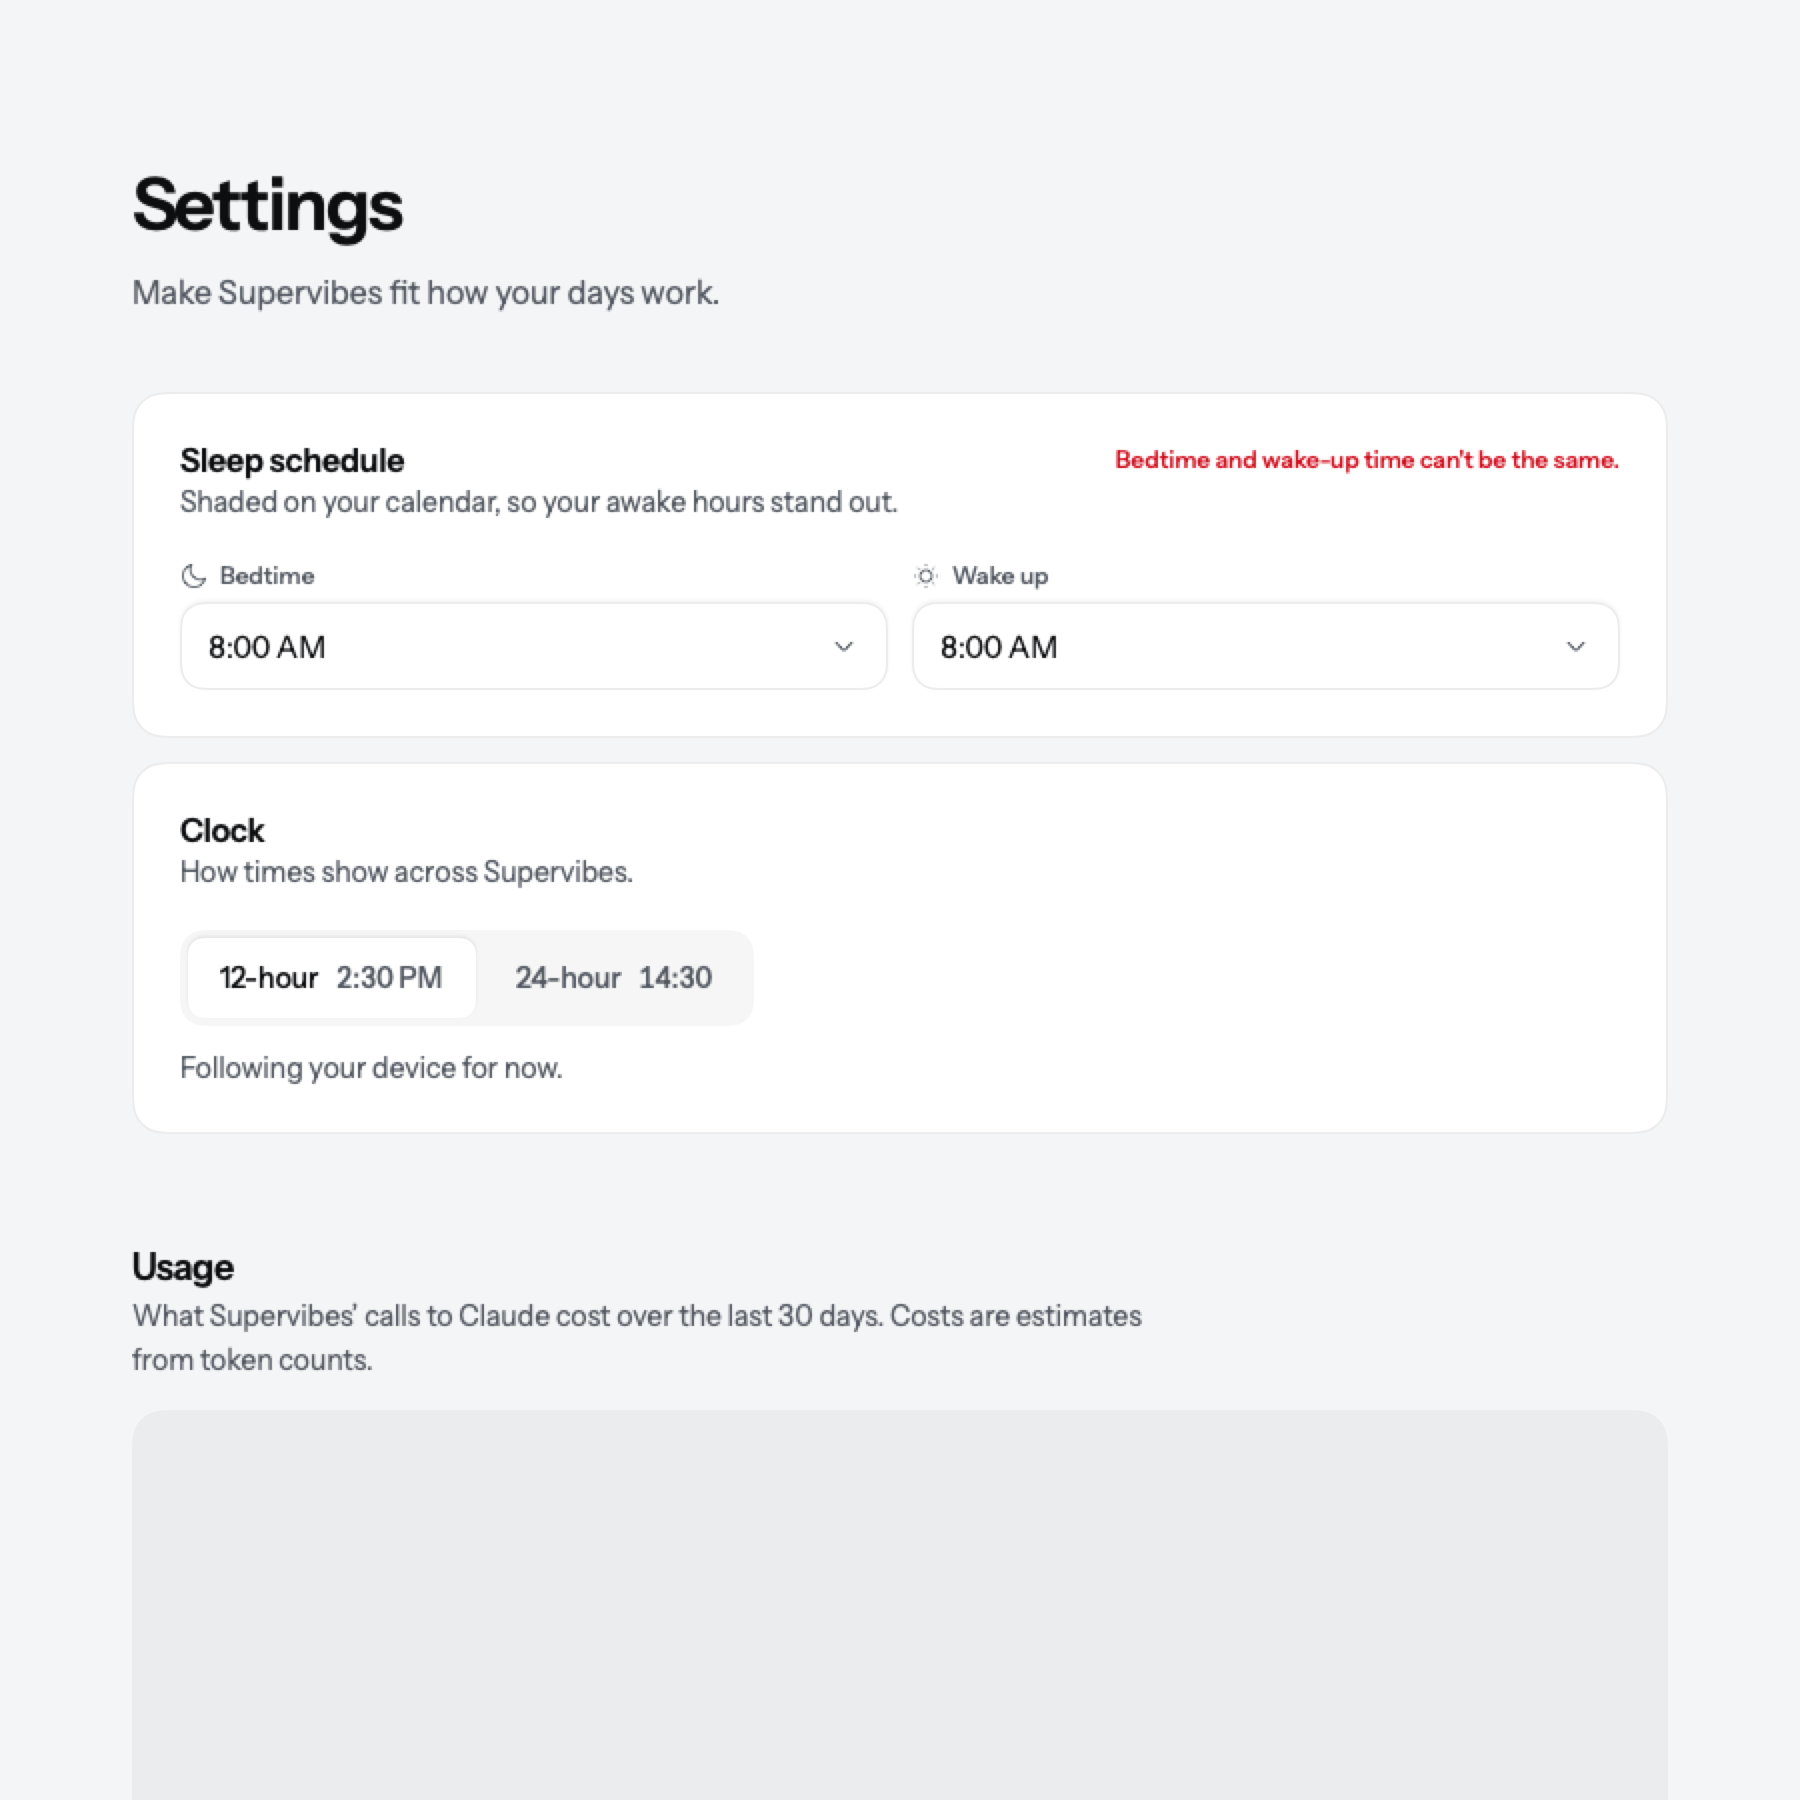 Settings
Make Supervibes fit how your days work.
Sleep schedule
Bedtime and wake-up time can't be the same.
Shaded on your calendar, so your awake hours stand out.
Bedtime
Wake up
8:00 AM
8:00 AM
Clock
How times show across Supervibes.
12-hour 2:30 PM
24-hour 14:30
Following your device for now.
Usage
What Supervibes’ calls to Claude cost over the last 30 days. Costs are estimates
from token counts.